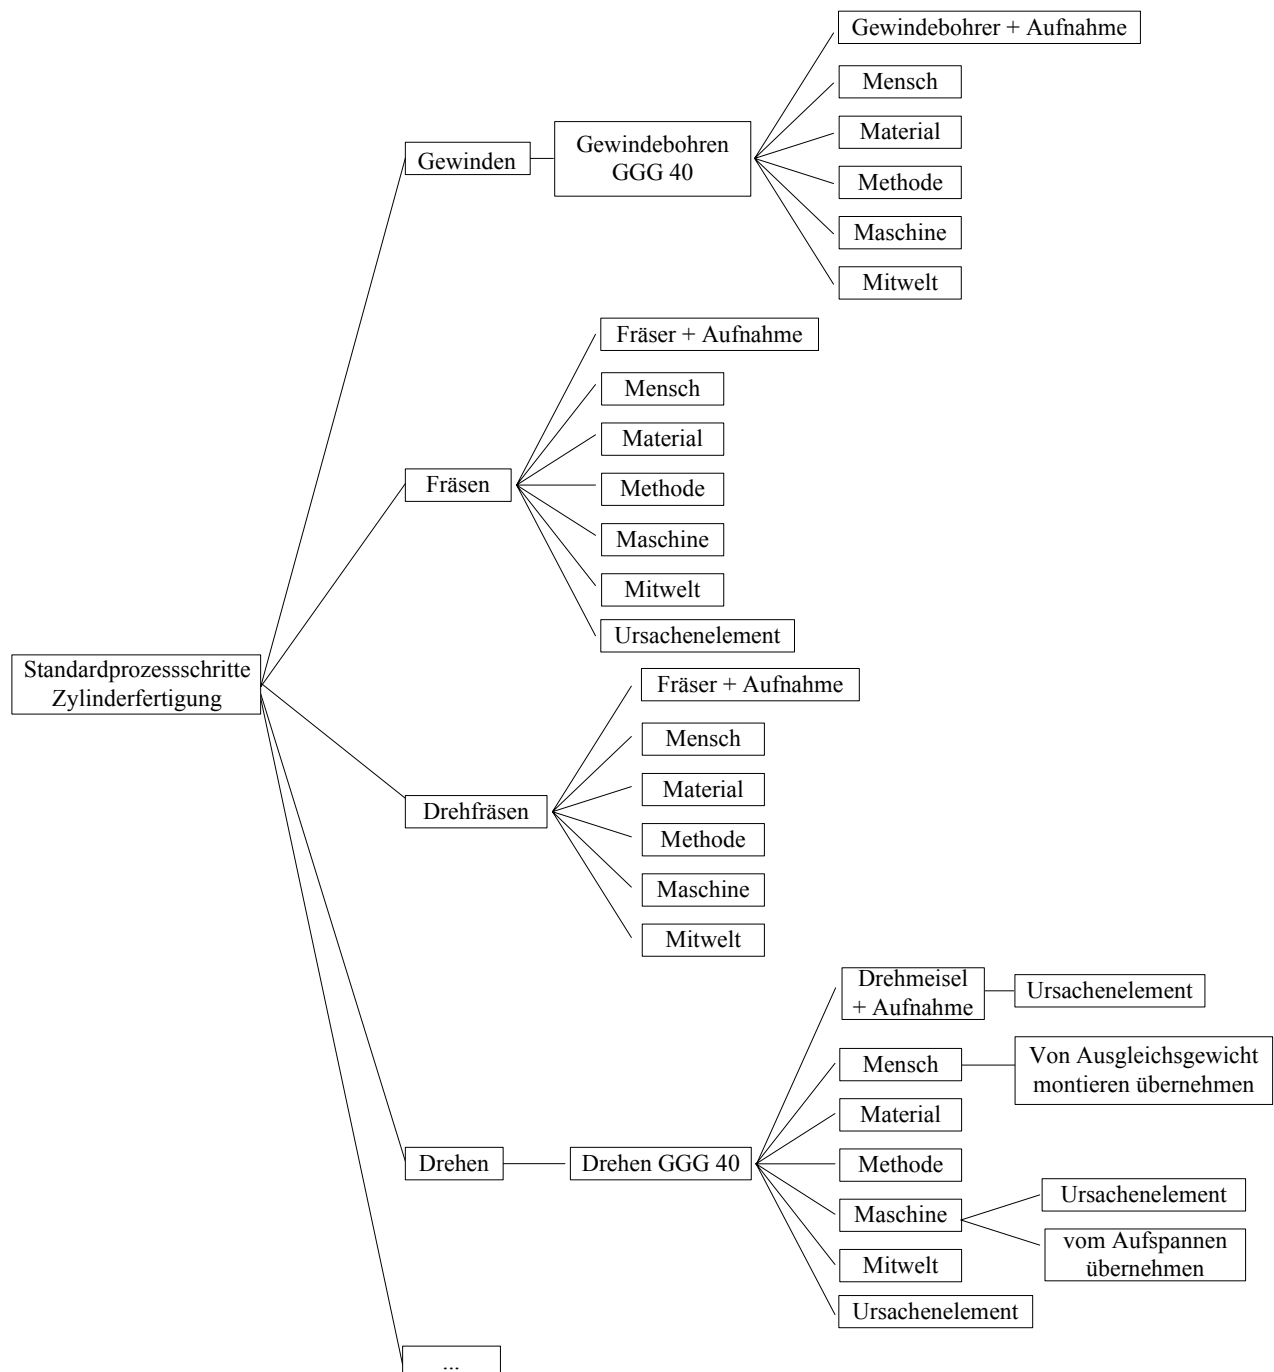 Gewindebohrer + Aufnahme
Mensch
Material
Methode
Maschine
Mitwelt
Gewinden
Gewindebohren
GGG 40
Fräser + Aufnahme
Mensch
Material
Methode
Maschine
Mitwelt
Ursachenelement
Fräsen
Standardprozessschritte
Zylinderfertigung
Fräser + Aufnahme
Mensch
Material
Methode
Maschine
Mitwelt
Drehfräsen
Drehmeisel
+ Aufnahme
Ursachenelement
Mensch
Von Ausgleichsgewicht
montieren übernehmen
Material
Methode
Maschine
Ursachenelement
vom Aufspannen
übernehmen
Mitwelt
Ursachenelement
Drehen
Drehen GGG 40
...